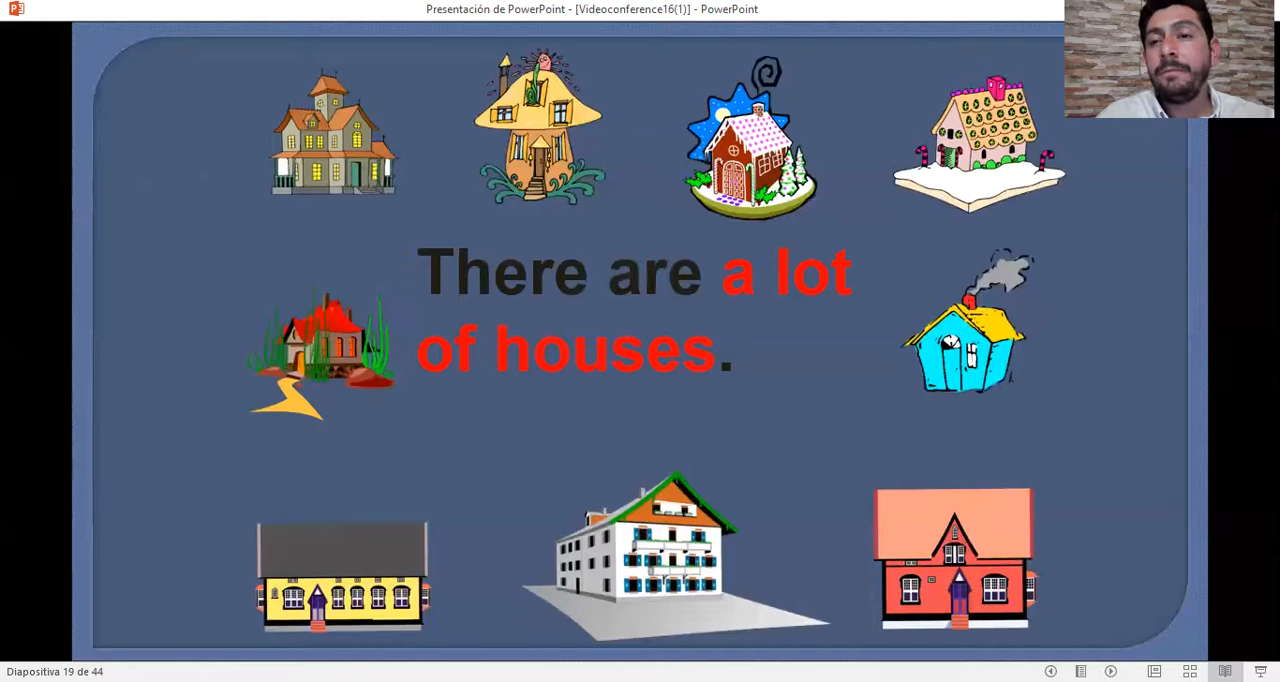 Presentación de PowerPoint - [Videoconference16(1)] - PowerPoint
There are a lot
of houses.
Diapositiva 19 de 44